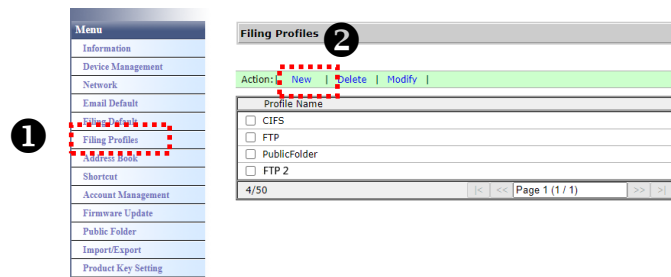 Menu
Information
Device Management
Network
Email Default
Filing Default
Filing Profiles
Address Book
Shortcut
Account Management
Firmware Update
Public Folder
Import/Export
Product Key Setting
1
Filing Profiles
2
Action: | New | Delete | Modify |
Profile Name
CIFS
FTP
PublicFolder
FTP 2
4/50 |< << Page 1 (1 / 1) >> >|